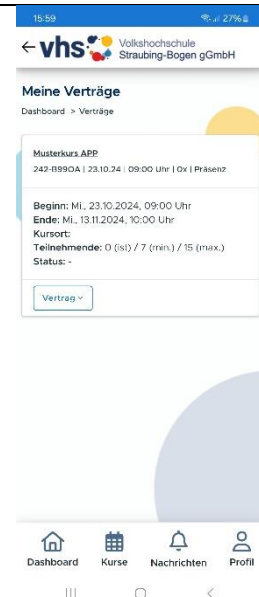 15:59
27%
vhs
Volkshochschule
Straubing-Bogen gGmbH
Meine Verträge
Dashboard > Verträge
Musterkurs APP
242-B990A | 23.10.24 | 09:00 Uhr | 0x | Präsenz
Beginn: Mi., 23.10.2024, 09:00 Uhr
Ende: Mi., 13.11.2024, 10:00 Uhr
Kursort:
Teilnehmende: 0 (ist) / 7 (min.) / 15 (max.)
Status: -
Vertrag
Dashboard Kurse Nachrichten Profil